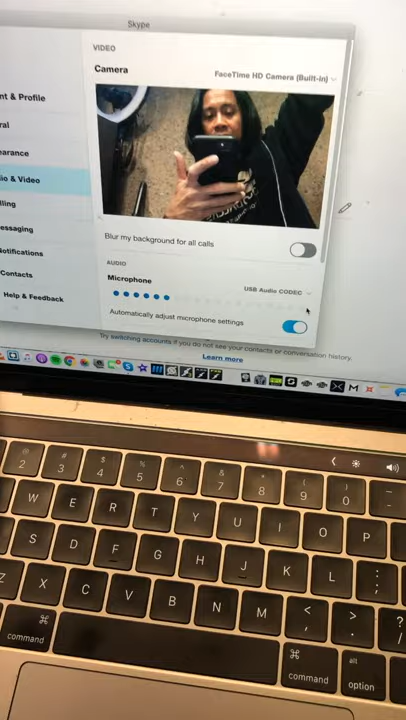 Skype
VIDEO
Camera
FaceTime HD Camera (Built-in)
nt & Profile
ral
earance
io & Video
lling
essaging
otifications
Contacts
Help & Feedback
Blur my background for all calls
AUDIO
Microphone
USB Audio CODEC
Automatically adjust microphone settings
Try switching accounts if you do not see your contacts or conversation history.
Learn more
@ 2 # 3 $ 4 % 5 ^ 6 & 7 * 8 ( 9 ) 0 _ -
W E R T Y U I O P
S D F G H J K L : ;
Z X C V B N M < , > . ? /
⌘ command ⌘ command alt option